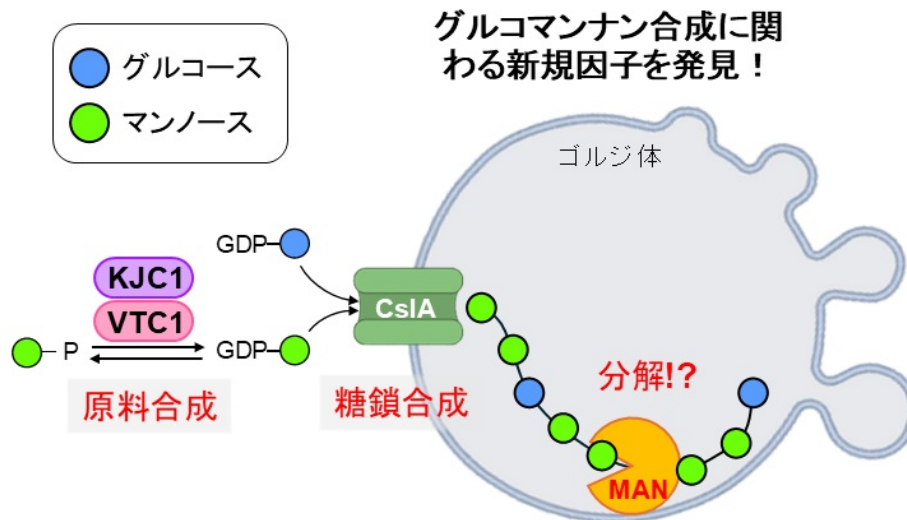 グルコース
マンノース
グルコマンナン合成に関
わる新規因子を発見！
ゴルジ体
GDP
KJC1
VTC1
CslA
P
GDP
原料合成
糖鎖合成
分解!?
MAN